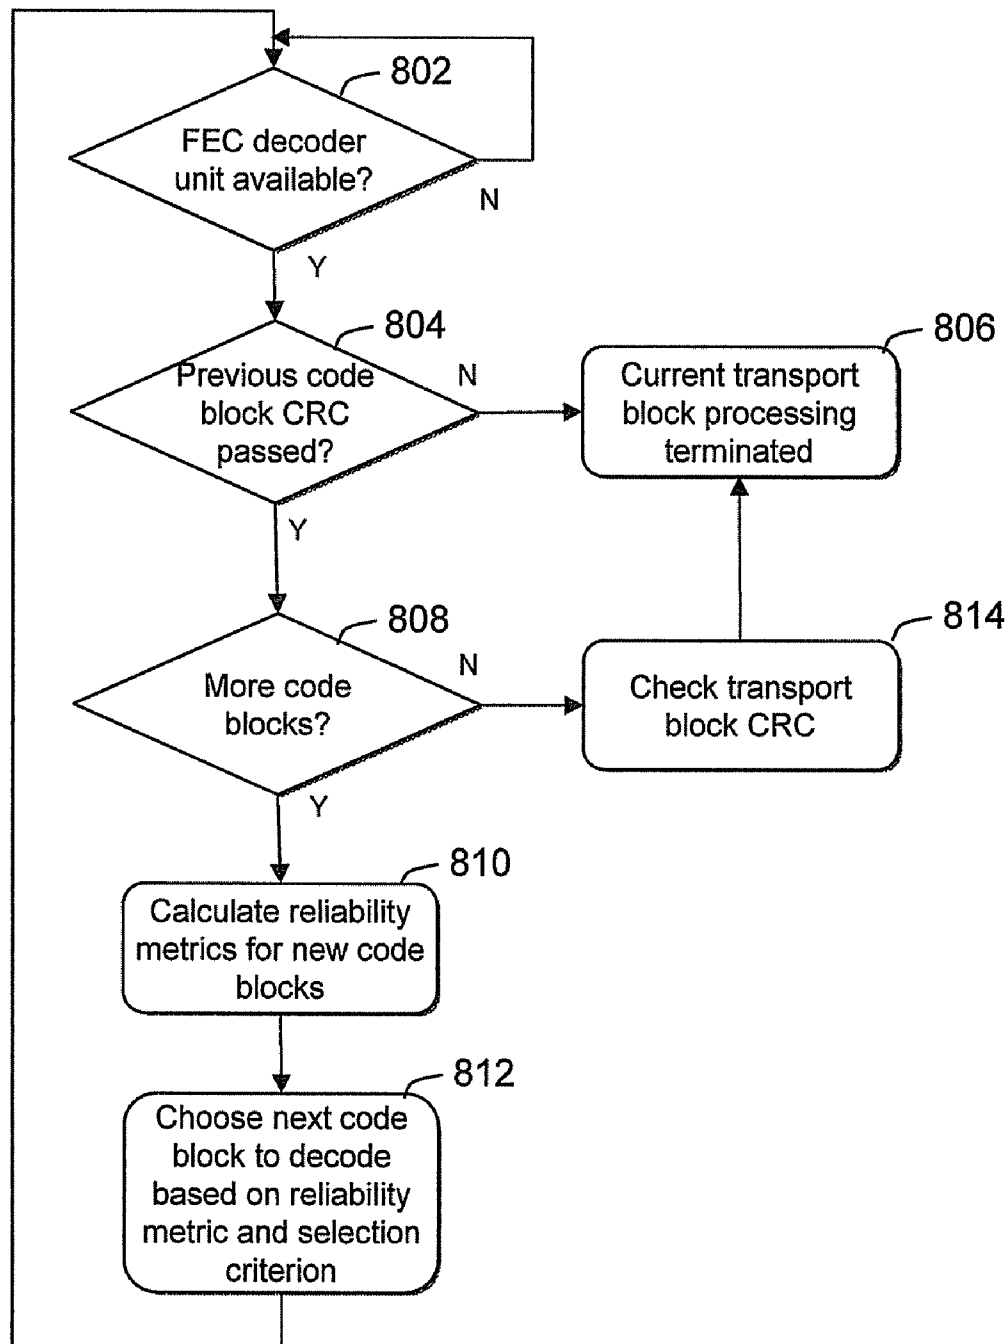 802
FEC decoder
unit available?
N
Y
804
Previous code
block CRC
passed?
N
Y
806
Current transport
block processing
terminated
808
More code
blocks?
N
Y
814
Check transport
block CRC
810
Calculate reliability
metrics for new code
blocks
812
Choose next code
block to decode
based on reliability
metric and selection
criterion